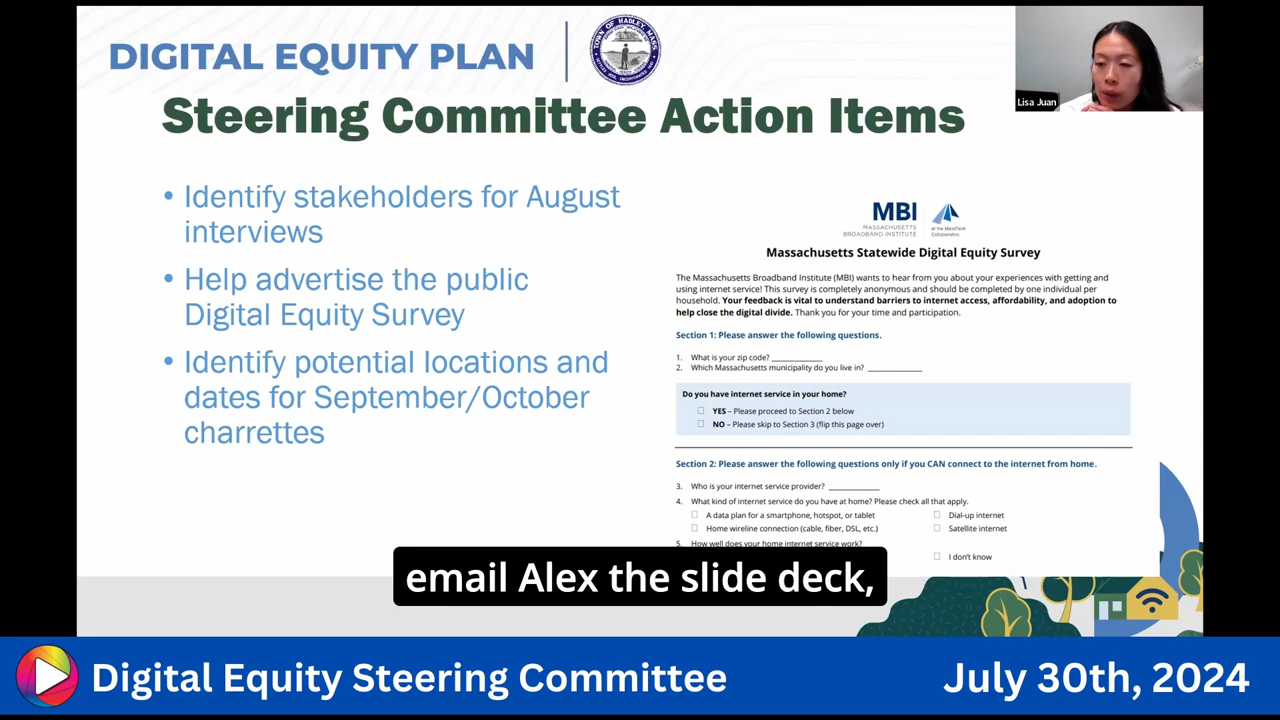 DIGITAL EQUITY PLAN
TOWN OF HADLEY MASS.
Lisa Juan
Steering Committee Action Items
• Identify stakeholders for August
interviews
• Help advertise the public
Digital Equity Survey
• Identify potential locations and
dates for September/October
charrettes
MBI
MASSACHUSETTS
BROADBAND INSTITUTE
at the MassTech
Collaborative
Massachusetts Statewide Digital Equity Survey
The Massachusetts Broadband Institute (MBI) wants to hear from you about your experiences with getting and
using internet service! This survey is completely anonymous and should be completed by one individual per
household. Your feedback is vital to understand barriers to internet access, affordability, and adoption to
help close the digital divide. Thank you for your time and participation.
Section 1: Please answer the following questions.
1. What is your zip code? ____________
2. Which Massachusetts municipality do you live in? ____________
Do you have internet service in your home?
☐ YES – Please proceed to Section 2 below
☐ NO – Please skip to Section 3 (flip this page over)
Section 2: Please answer the following questions only if you CAN connect to the internet from home.
3. Who is your internet service provider? ____________
4. What kind of internet service do you have at home? Please check all that apply.
☐ A data plan for a smartphone, hotspot, or tablet ☐ Dial-up internet
☐ Home wireline connection (cable, fiber, DSL, etc.) ☐ Satellite internet
5. How well does your home internet service work?
☐ I don't know
email Alex the slide deck,
Digital Equity Steering Committee
July 30th, 2024